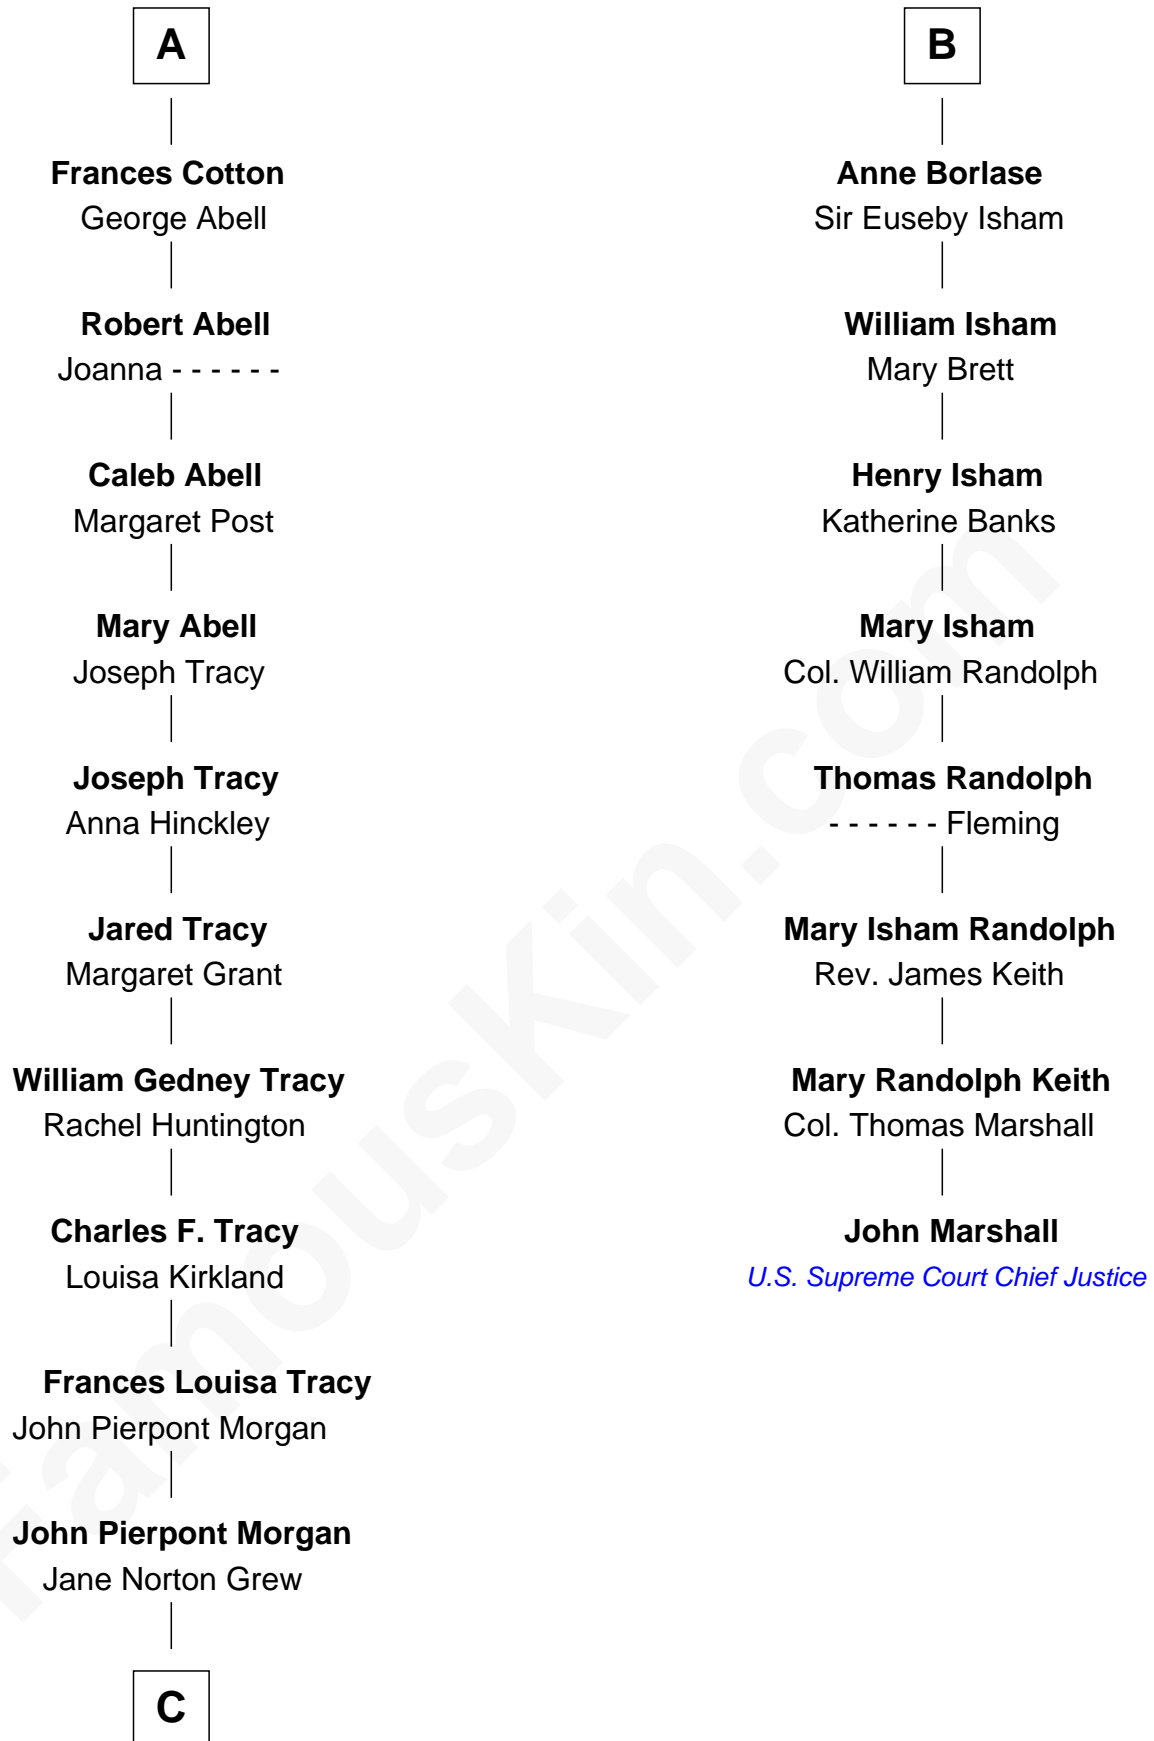 A
Frances Cotton
George Abell
Robert Abell
Joanna - - - - - -
Caleb Abell
Margaret Post
Mary Abell
Joseph Tracy
Joseph Tracy
Anna Hinckley
Jared Tracy
Margaret Grant
William Gedney Tracy
Rachel Huntington
Charles F. Tracy
Louisa Kirkland
Frances Louisa Tracy
John Pierpont Morgan
John Pierpont Morgan
Jane Norton Grew
C
B
Anne Borlase
Sir Euseby Isham
William Isham
Mary Brett
Henry Isham
Katherine Banks
Mary Isham
Col. William Randolph
Thomas Randolph
- - - - - - Fleming
Mary Isham Randolph
Rev. James Keith
Mary Randolph Keith
Col. Thomas Marshall
John Marshall
U.S. Supreme Court Chief Justice
FamousKin.com